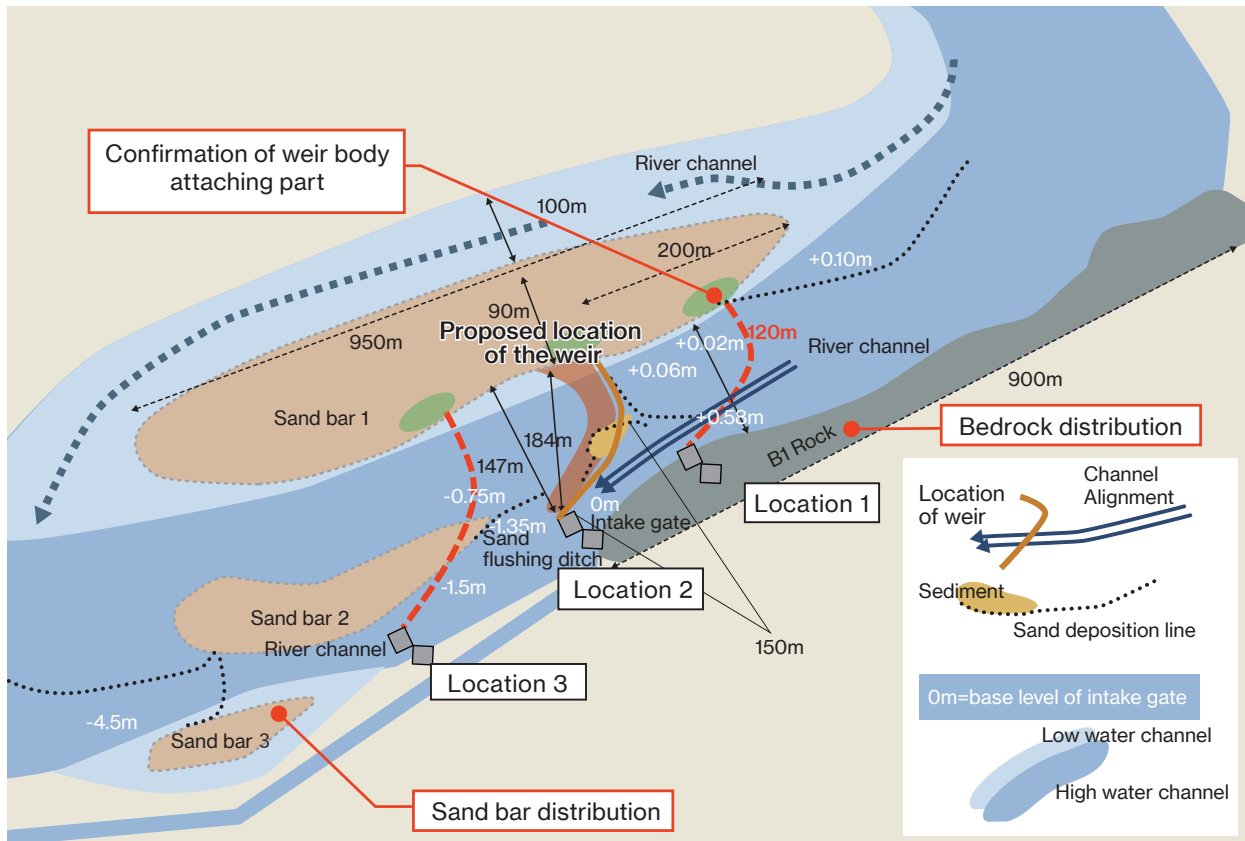 Confirmation of weir body
attaching part
River channel
100m
200m
+0.10m
90m
950m
Proposed location
of the weir
120m
+0.02m
+0.06m
River channel
900m
Sand bar 1
+0.58m
Bedrock distribution
B1 Rock
184m
147m
-0.75m
0m
Location 1
-1.35m
Intake gate
Sand
flushing ditch
Location 2
-1.5m
Sand bar 2
River channel
150m
Location 3
-4.5m
Sand bar 3
Sand bar distribution
Channel
Alignment
Location
of weir
Sediment
Sand deposition line
0m=base level of intake gate
Low water channel
High water channel